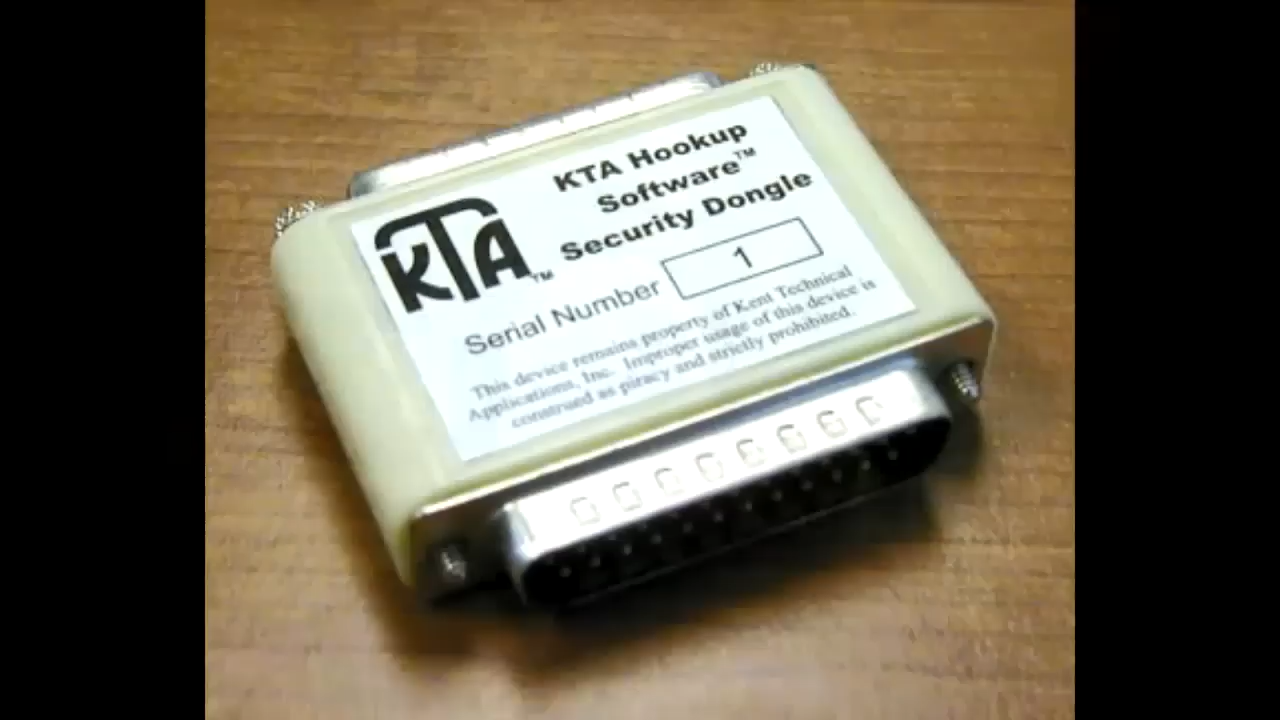 KTA™
KTA Hookup
Software™
Security Dongle
Serial Number 1
This device remains property of Kent Technical
Applications, Inc. Improper usage of this device is
construed as piracy and strictly prohibited.